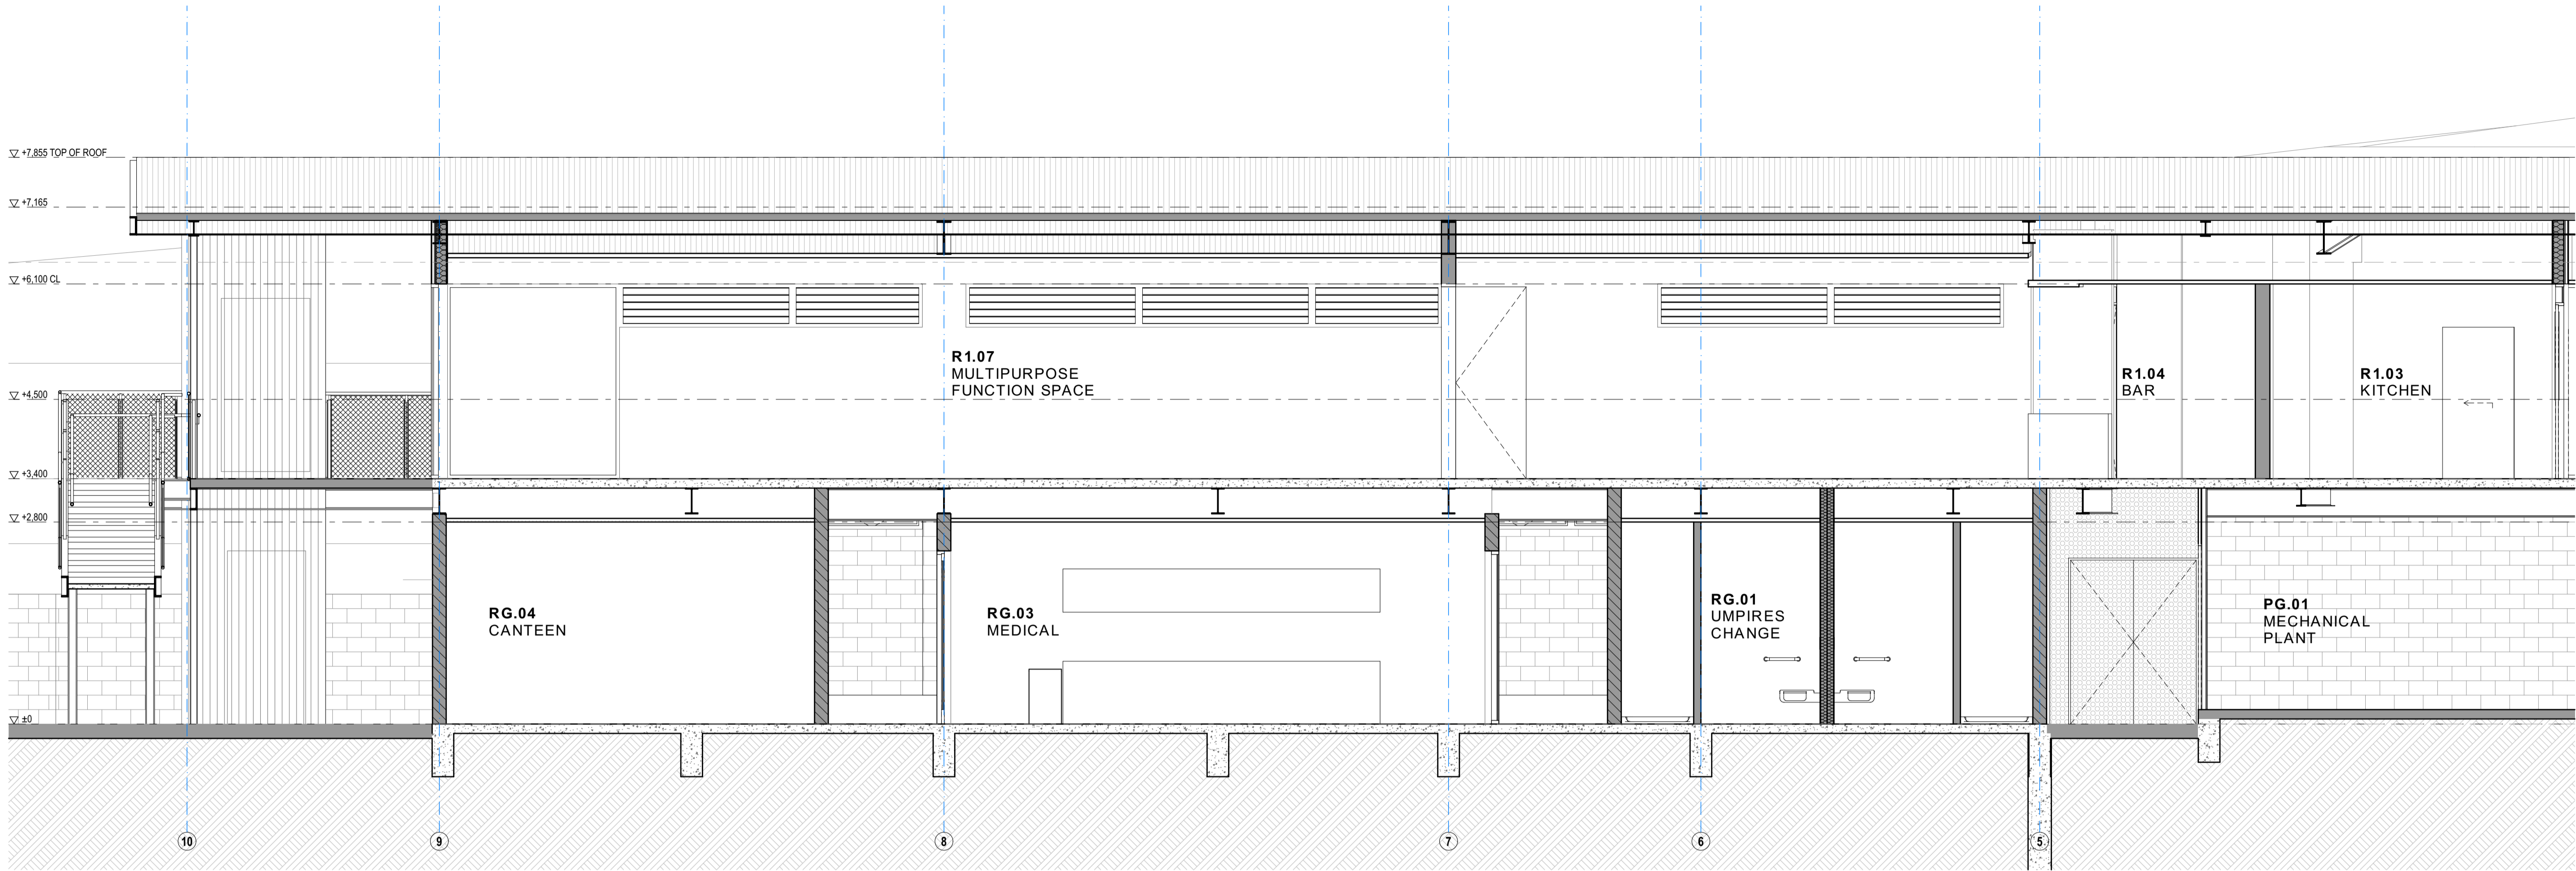 +7,855 TOP OF ROOF
+7,165
+6,100 CL
+4,500
+3,400
+2,800
±0
R1.07
MULTIPURPOSE
FUNCTION SPACE
R1.04
BAR
R1.03
KITCHEN
RG.04
CANTEEN
RG.03
MEDICAL
RG.01
UMPIRES
CHANGE
PG.01
MECHANICAL
PLANT
10
9
8
7
6
5